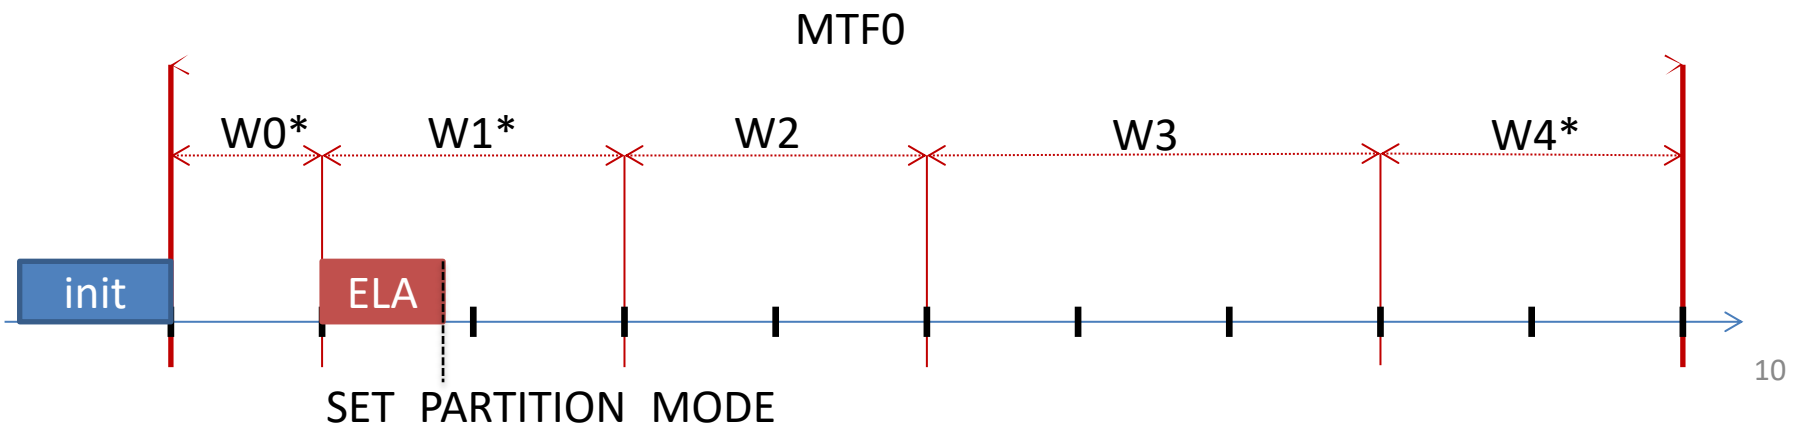 MTF0
W0* W1* W2 W3 W4*
init ELA
10
SET PARTITION MODE